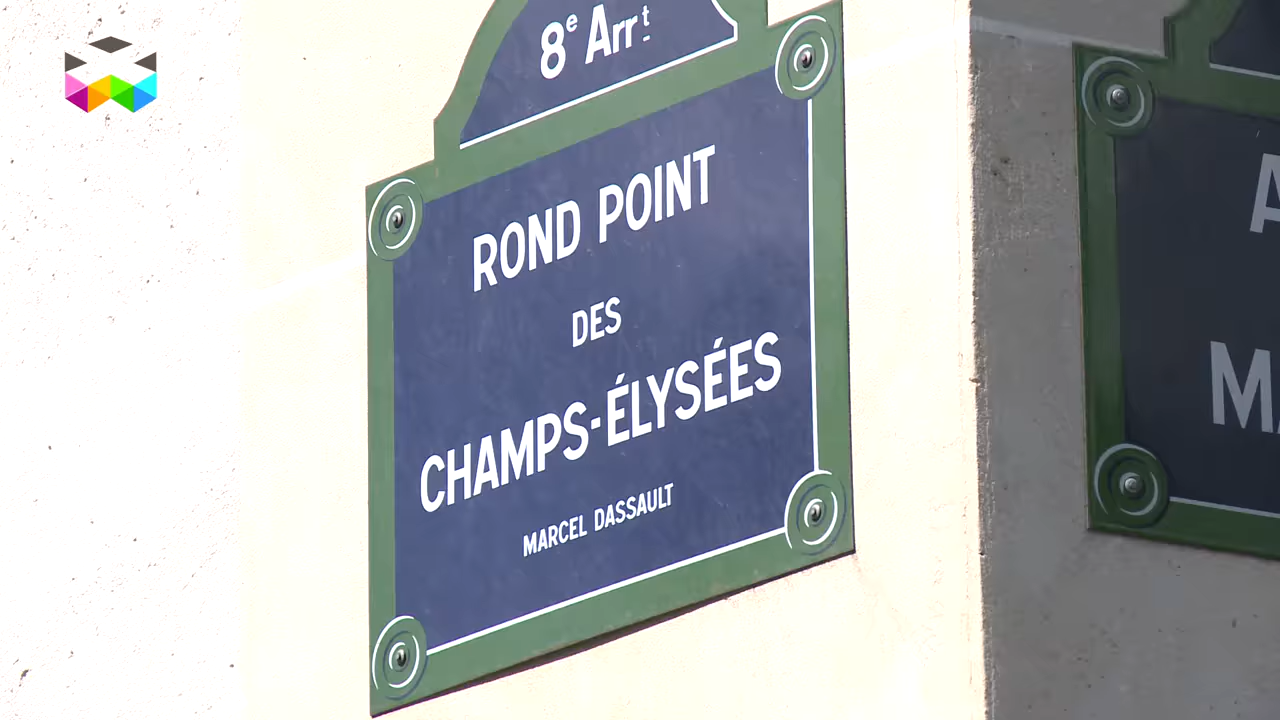 8e Arrt
ROND POINT
DES
CHAMPS-ÉLYSÉES
MARCEL DASSAULT